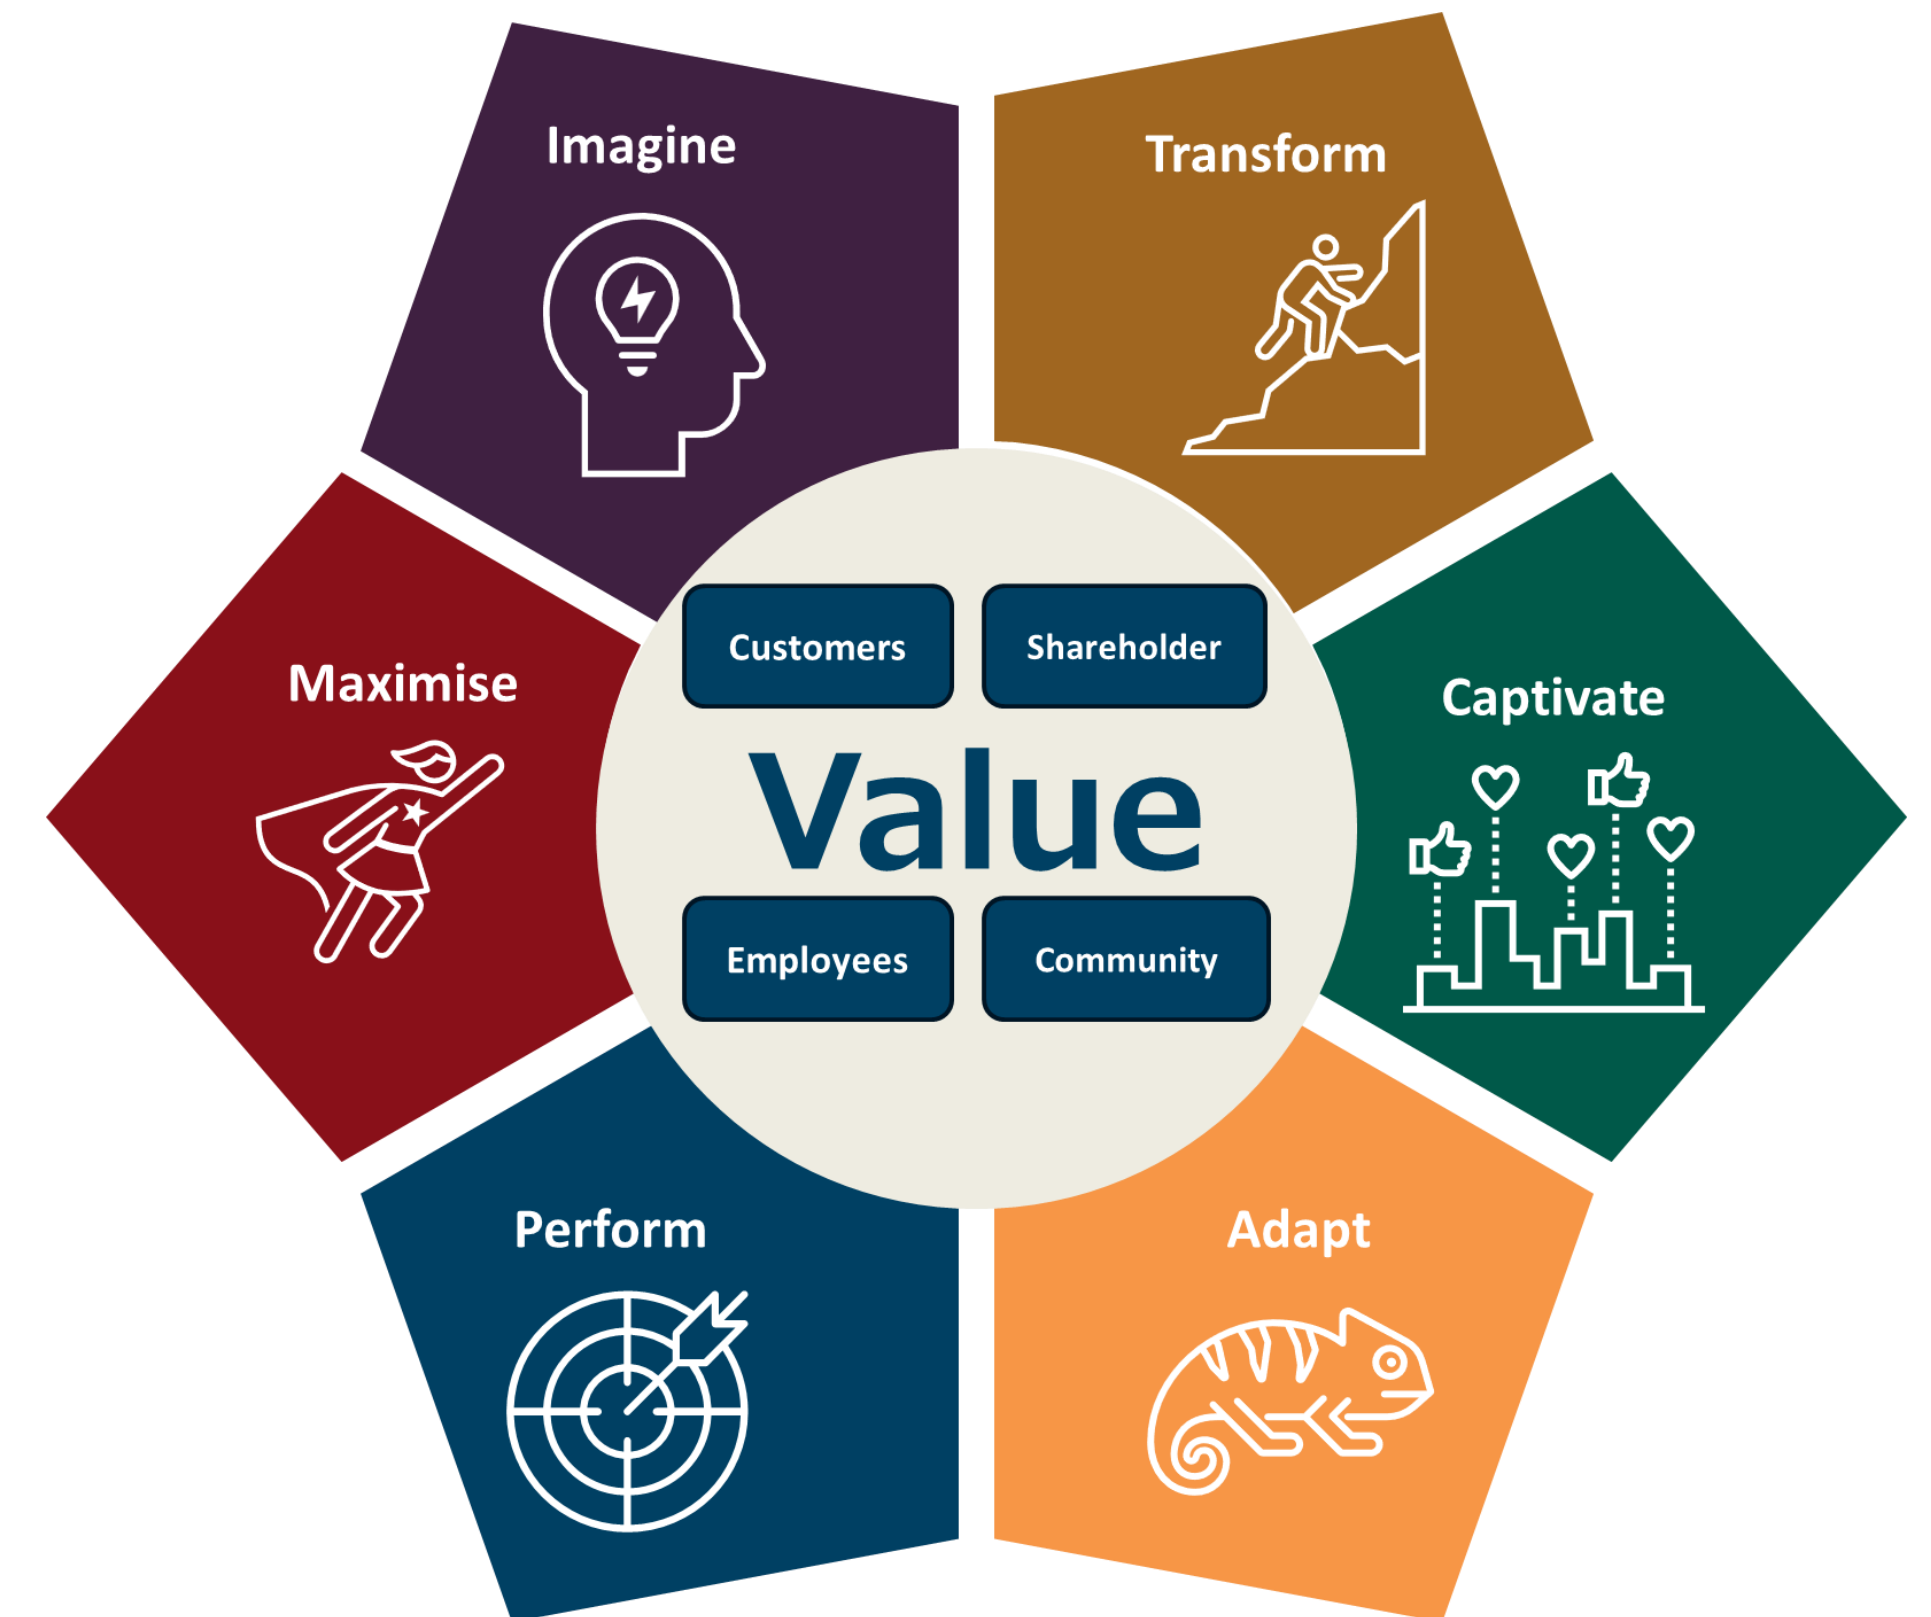 Imagine
Transform
Maximise
Captivate
Customers
Shareholder
Value
Employees
Community
Perform
Adapt